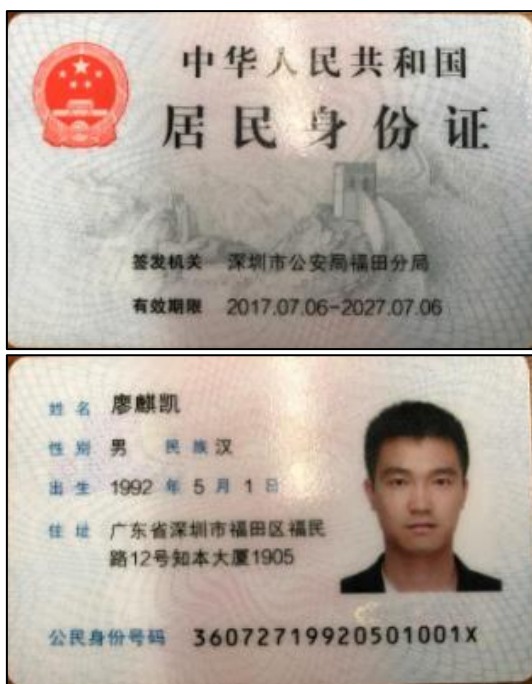 中华人民共和国
居民身份证
签发机关 深圳市公安局福田分局
有效期限 2017.07.06-2027.07.06
姓名 廖麒凯
性别 男 民族 汉
出生 1992 年 5 月 1 日
住址 广东省深圳市福田区福民
路12号知本大厦1905
公民身份号码 36072719920501001X